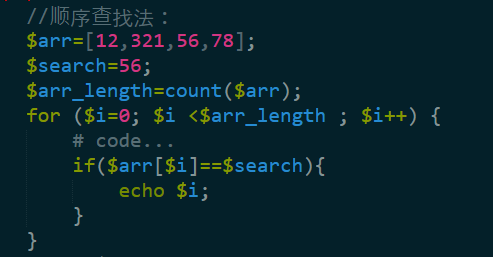 //顺序查找法：
$arr=[12,321,56,78];
$search=56;
$arr_length=count($arr);
for ($i=0; $i <$arr_length ; $i++) {
    # code...
    if($arr[$i]==$search){
        echo $i;
    }
}